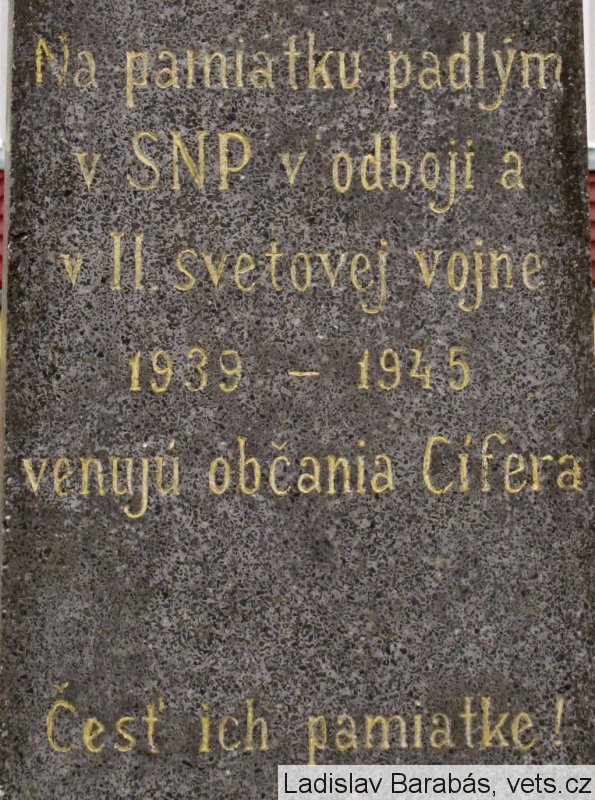 Na pamiatku padlým
v SNP v odboji a
v II. svetovej vojne
1939 – 1945
venujú občania Cífera
Česť ich pamiatke!
Ladislav Barabás, vets.cz